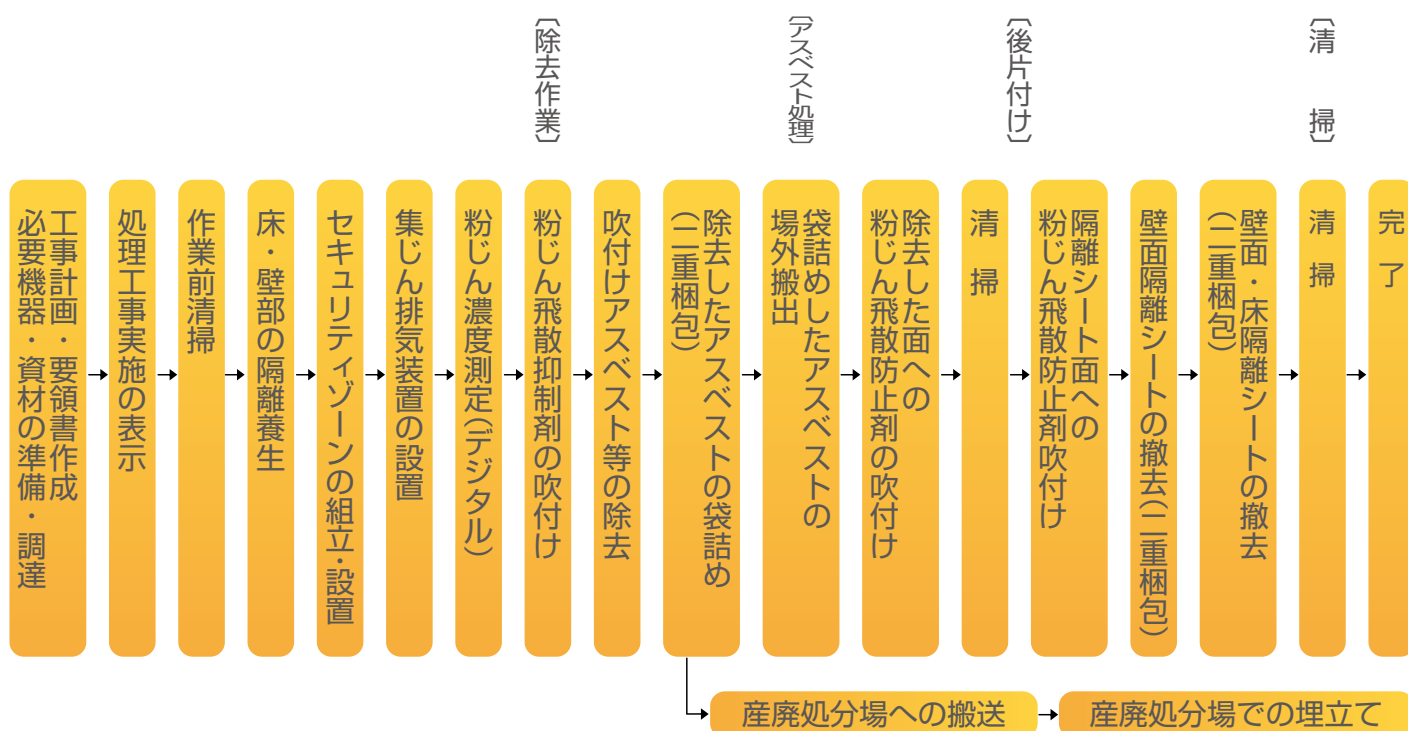 〔除去作業〕
〔アスベスト処理〕
〔後片付け〕
〔清　掃〕
工事計画・要領書作成
必要機器・資材の準備・調達
処理工事実施の表示
作業前清掃
床・壁部の隔離養生
セキュリティゾーンの組立・設置
集じん排気装置の設置
粉じん濃度測定（デジタル）
粉じん飛散抑制剤の吹付け
吹付けアスベスト等の除去
除去したアスベストの袋詰め
（二重梱包）
袋詰めしたアスベストの
場外搬出
除去した面への
粉じん飛散防止剤の吹付け
清　掃
隔離シート面への
粉じん飛散防止剤吹付け
壁面隔離シートの撤去（二重梱包）
壁面・床隔離シートの撤去
（二重梱包）
清　掃
完　了
産廃処分場への搬送
産廃処分場での埋立て